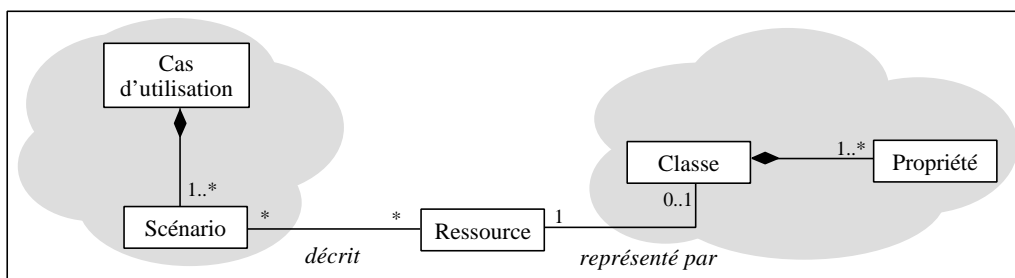 Cas
d'utilisation
1..*
Classe
Propriété
1..*
0..1
Scénario
*
*
Ressource
1
décrit
représenté par